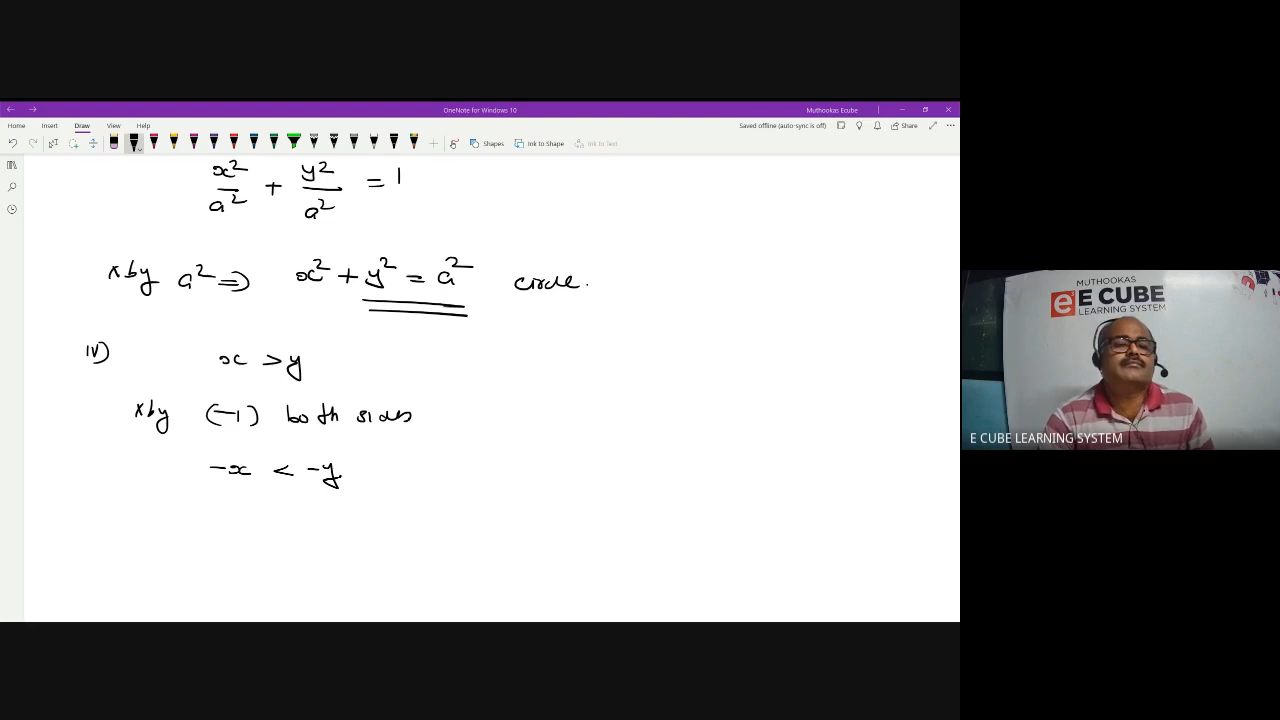 OneNote for Windows 10
Muthookas Ecube
Home Insert Draw View Help
Saved offline (auto-sync is off)
Share
Shapes
Ink to Shape
Ink to Text
x²/a² + y²/a² = 1
× by a² ⇒ x² + y² = a² circle.
iv) x > y
× by (-1) both sides
-x < -y
MUTHOOKAS
e³ E CUBE
LEARNING SYSTEM
E CUBE LEARNING SYSTEM